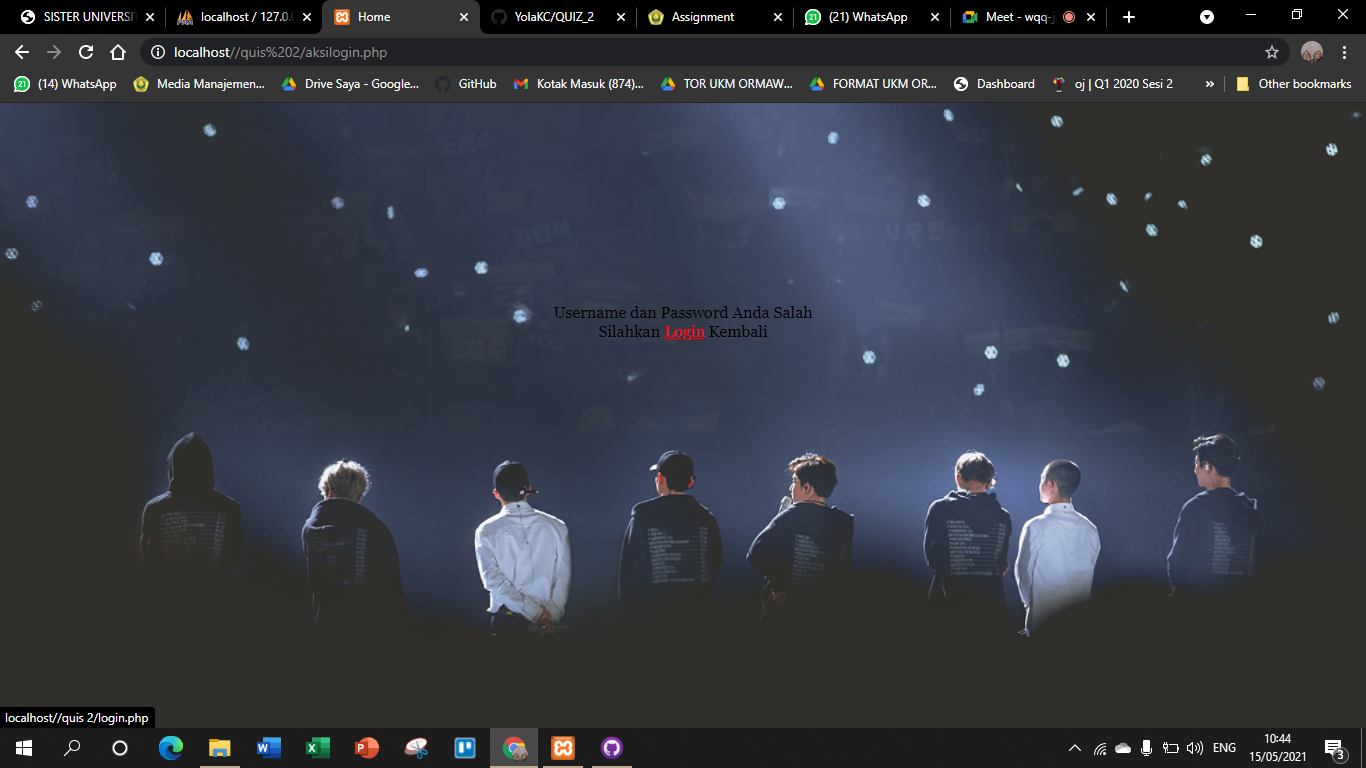 SISTER UNIVERSI
localhost / 127.0.0
Home
YolaKC/QUIZ_2
Assignment
(21) WhatsApp
Meet - wqq-j
localhost//quis%202/aksilogin.php
(14) WhatsApp
Media Manajemen...
Drive Saya - Google...
GitHub
Kotak Masuk (874)...
TOR UKM ORMAW...
FORMAT UKM OR...
Dashboard
oj | Q1 2020 Sesi 2
»
Other bookmarks
Username dan Password Anda Salah
Silahkan Login Kembali
localhost//quis 2/login.php
ENG
10:44
15/05/2021
3